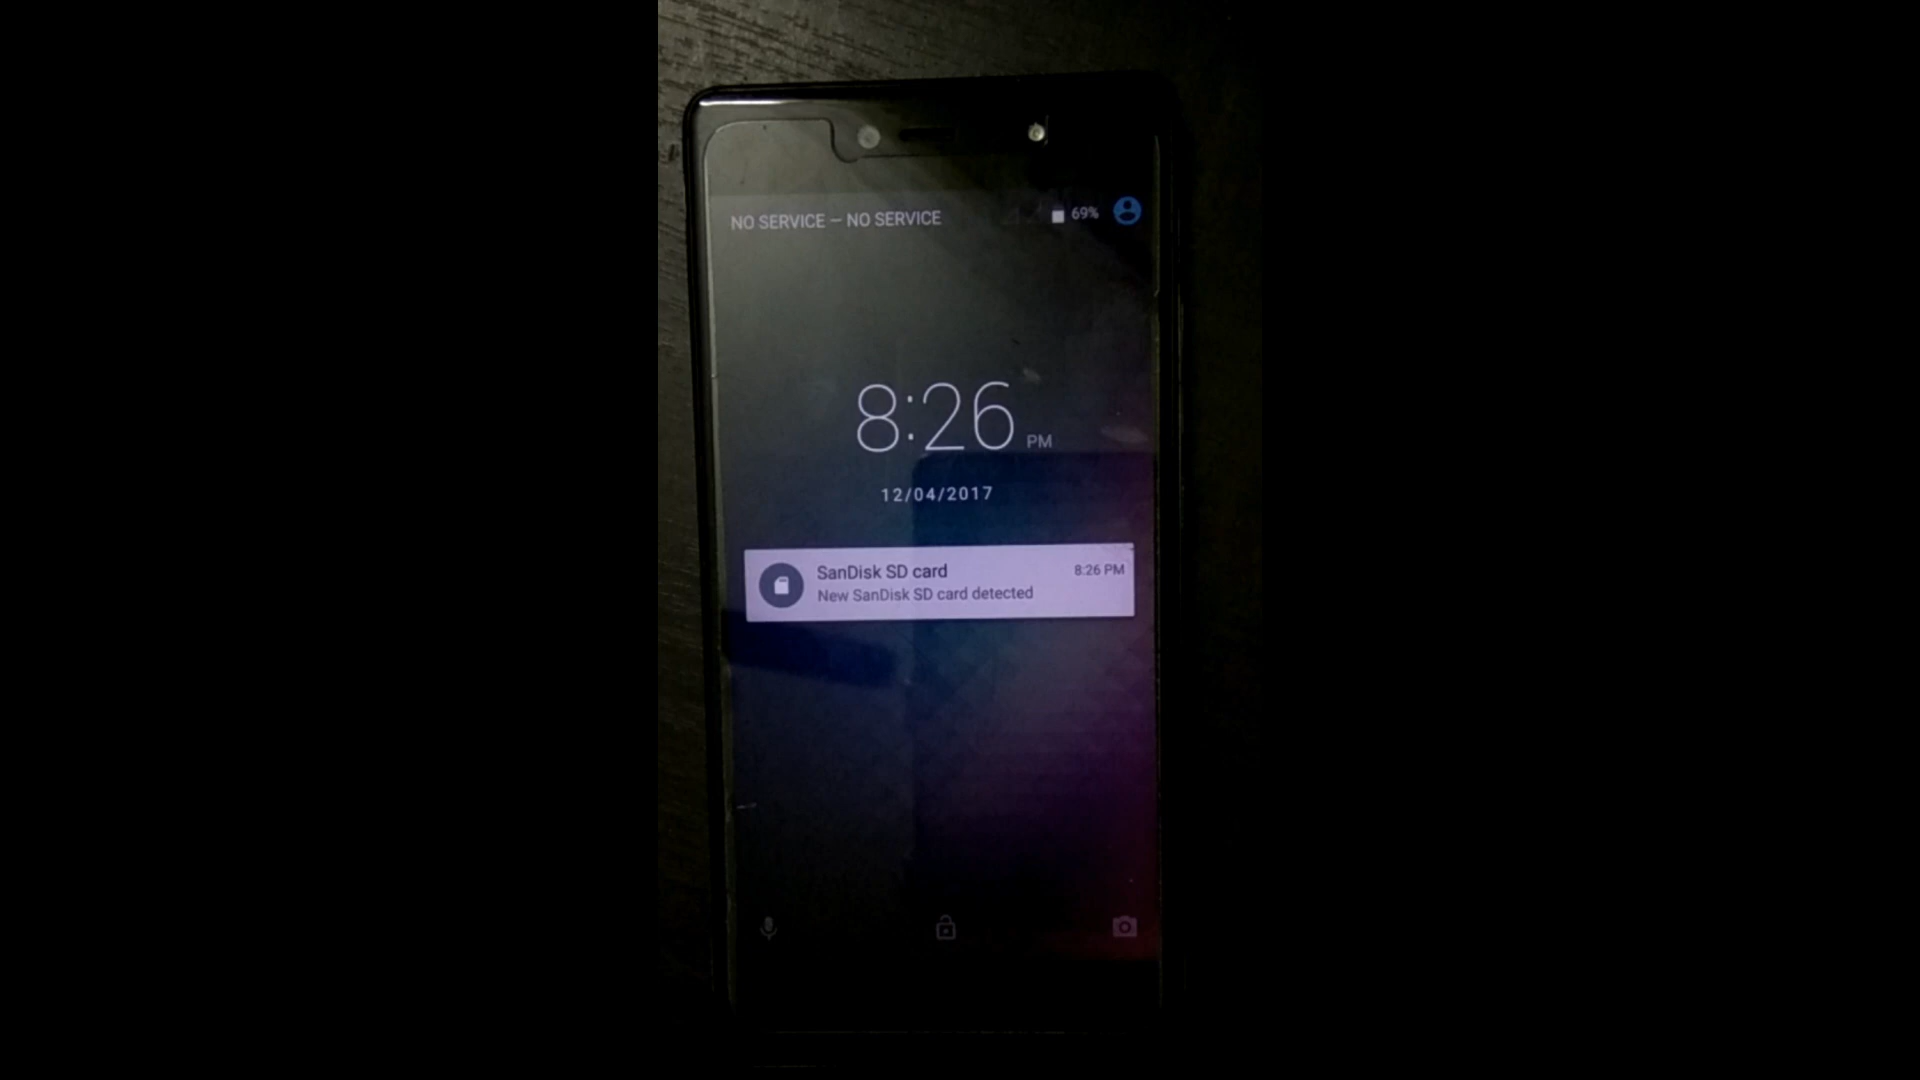 NO SERVICE — NO SERVICE
69%
8:26 PM
12/04/2017
SanDisk SD card
8:26 PM
New SanDisk SD card detected